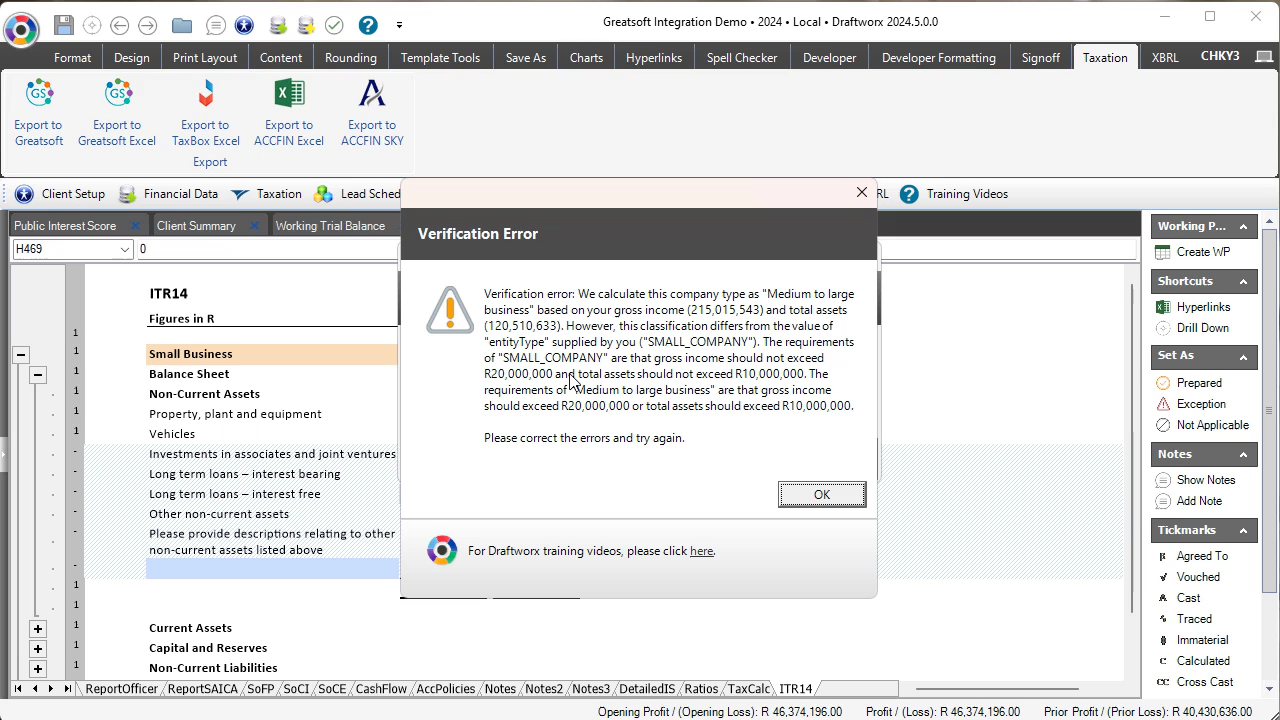 Greatsoft Integration Demo • 2024 • Local • Draftworx 2024.5.0.0
Format
Design
Print Layout
Content
Rounding
Template Tools
Save As
Charts
Hyperlinks
Spell Checker
Developer
Developer Formatting
Signoff
Taxation
XBRL
CHKY3
Export to
Greatsoft
Export to
Greatsoft Excel
Export to
TaxBox Excel
Export to
ACCFIN Excel
Export to
ACCFIN SKY
Export
Client Setup
Financial Data
Taxation
Lead Sched
RL
Training Videos
Public Interest Score
Client Summary
Working Trial Balance
H469
0
ITR14
Figures in R
Small Business
Balance Sheet
Non-Current Assets
Property, plant and equipment
Vehicles
Investments in associates and joint ventures
Long term loans – interest bearing
Long term loans – interest free
Other non-current assets
Please provide descriptions relating to other
non-current assets listed above
Current Assets
Capital and Reserves
Non-Current Liabilities
Verification Error
Verification error: We calculate this company type as "Medium to large
business" based on your gross income (215,015,543) and total assets
(120,510,633). However, this classification differs from the value of
"entityType" supplied by you ("SMALL_COMPANY"). The requirements
of "SMALL_COMPANY" are that gross income should not exceed
R20,000,000 and total assets should not exceed R10,000,000. The
requirements of "Medium to large business" are that gross income
should exceed R20,000,000 or total assets should exceed R10,000,000.
Please correct the errors and try again.
OK
For Draftworx training videos, please click here.
Working P...
Create WP
Shortcuts
Hyperlinks
Drill Down
Set As
Prepared
Exception
Not Applicable
Notes
Show Notes
Add Note
Tickmarks
Agreed To
Vouched
Cast
Traced
Immaterial
Calculated
Cross Cast
ReportOfficer
ReportSAICA
SoFP
SoCI
SoCE
CashFlow
AccPolicies
Notes
Notes2
Notes3
DetailedIS
Ratios
TaxCalc
ITR14
Opening Profit / (Opening Loss): R 46,374,196.00
Profit / (Loss): R 46,374,196.00
Prior Profit / (Prior Loss): R 40,430,636.00